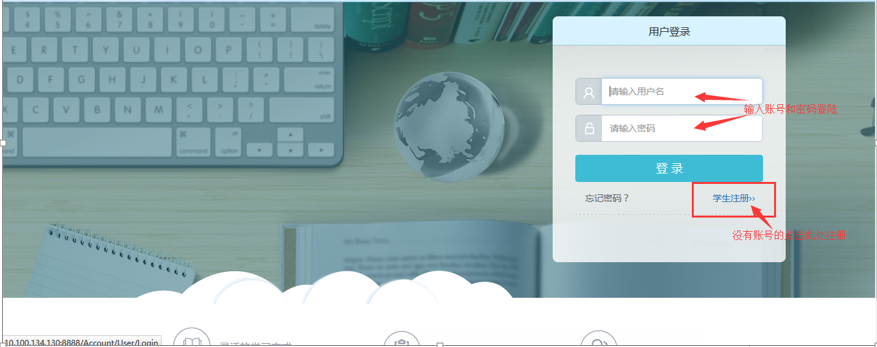 用户登录
请输入用户名
输入账号和密码登陆
请输入密码
登 录
忘记密码？
学生注册››
没有账号的
注册
10.100.134.130:8888/Account/User/Login